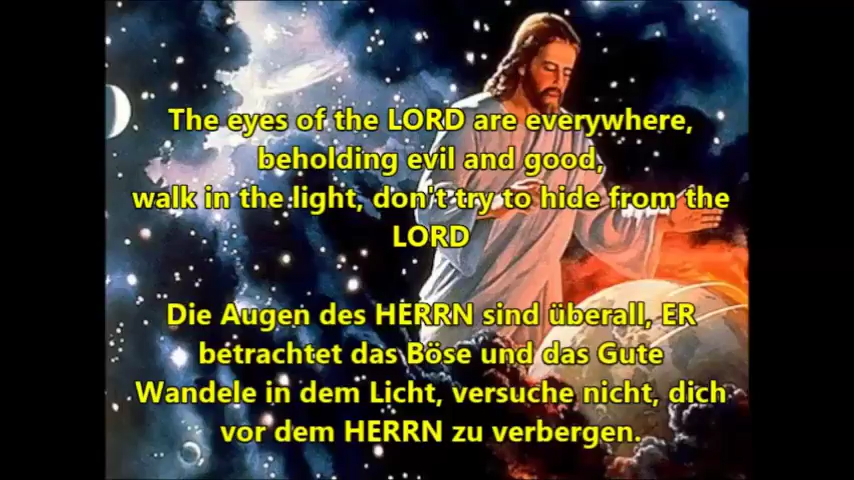 The eyes of the LORD are everywhere,
beholding evil and good,
walk in the light, don't try to hide from the
LORD
Die Augen des HERRN sind überall, ER
betrachtet das Böse und das Gute
Wandele in dem Licht, versuche nicht, dich
vor dem HERRN zu verbergen.